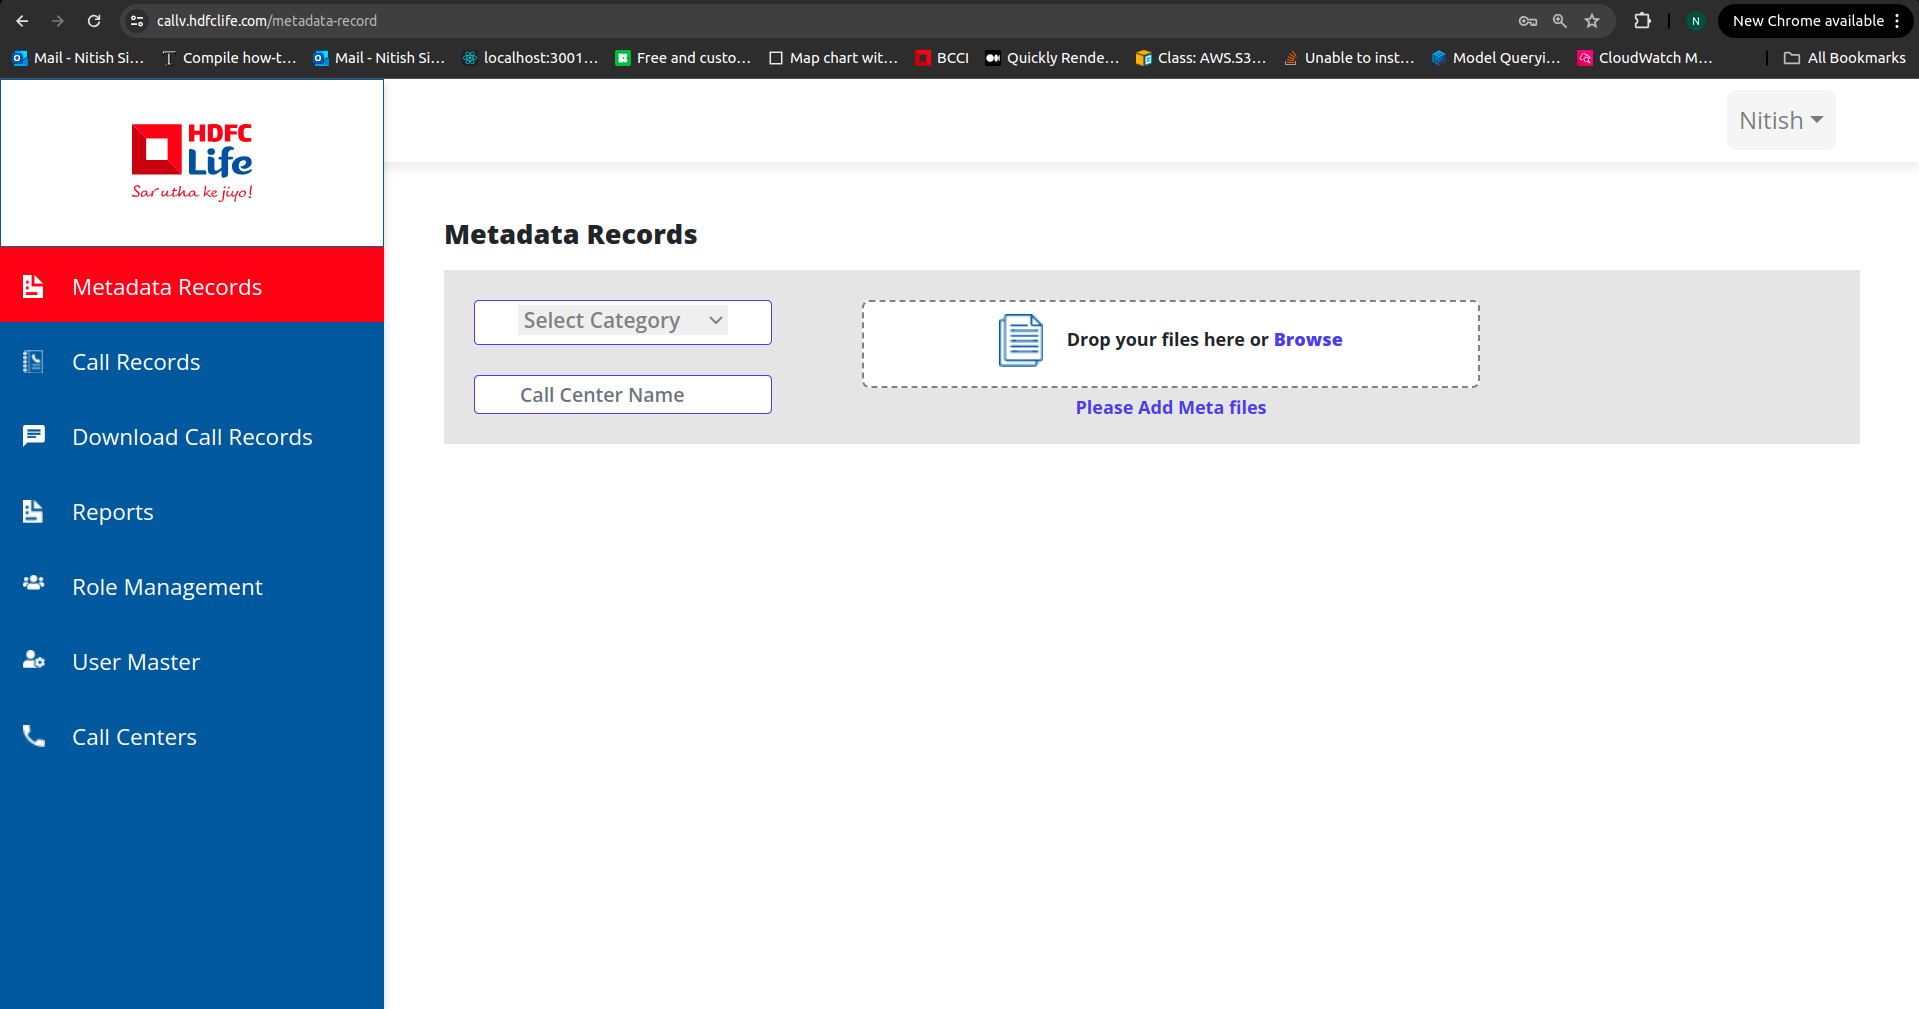 callv.hdfclife.com/metadata-record
N
New Chrome available
Mail - Nitish Si...
Compile how-t...
Mail - Nitish Si...
localhost:3001...
Free and custo...
Map chart wit...
BCCI
Quickly Rende...
Class: AWS.S3...
Unable to inst...
Model Queryi...
CloudWatch M...
All Bookmarks
HDFC
Life
Sar utha ke jiyo!
Nitish
Metadata Records
Call Records
Download Call Records
Reports
Role Management
User Master
Call Centers
Metadata Records
Select Category
Call Center Name
Drop your files here or Browse
Please Add Meta files